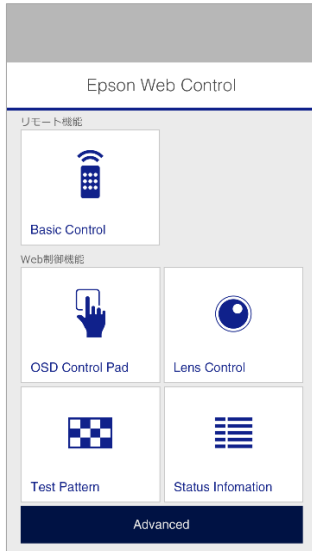 Epson Web Control
リモート機能
Basic Control
Web制御機能
OSD Control Pad
Lens Control
Test Pattern
Status Infomation
Advanced